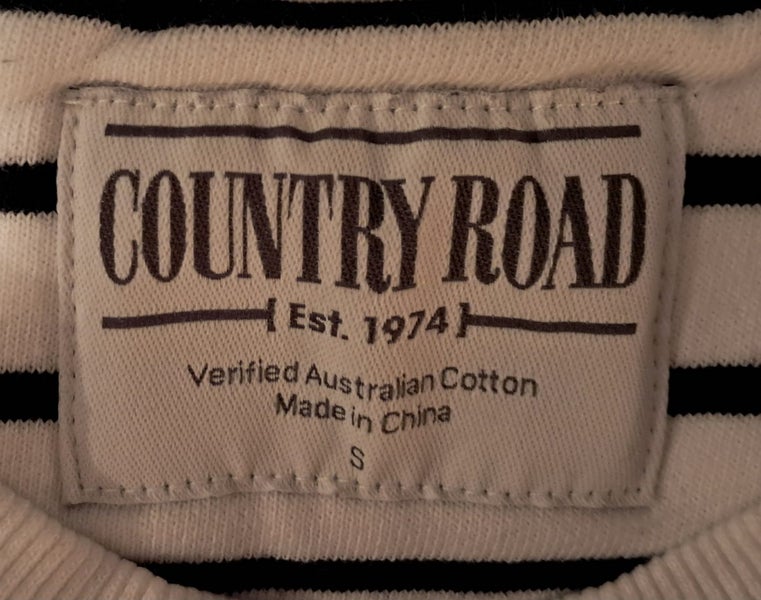 COUNTRY ROAD
[ Est. 1974 ]
Verified Australian Cotton
Made in China
S